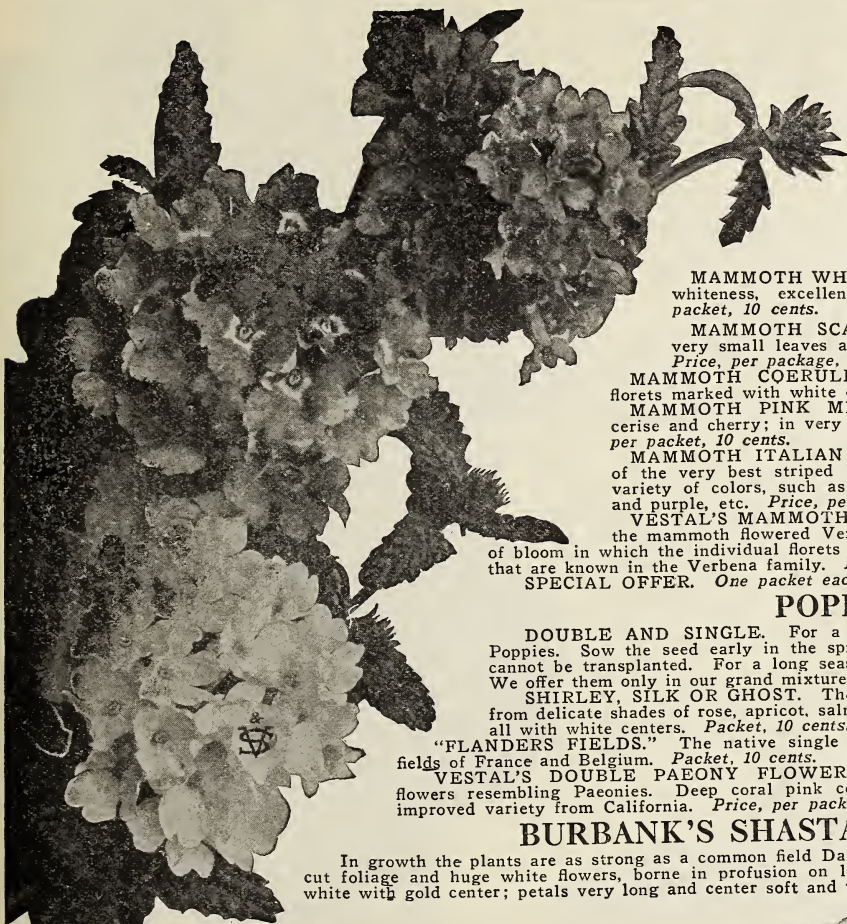 MAMMOTH WH
whiteness, excellen
packet, 10 cents.
MAMMOTH SCA
very small leaves a
Price, per package,
MAMMOTH COERULE
florets marked with white
MAMMOTH PINK M
cerise and cherry; in very
per packet, 10 cents.
MAMMOTH ITALIAN
of the very best striped
variety of colors, such as
and purple, etc. Price, pe
VESTAL'S MAMMOTH
the mammoth flowered Ve
of bloom in which the individual florets
that are known in the Verbena family.
SPECIAL OFFER. One packet eac
POP
DOUBLE AND SINGLE. For a
Poppies. Sow the seed early in the sp
cannot be transplanted. For a long seas
We offer them only in our grand mixture
SHIRLEY, SILK OR GHOST. Th
from delicate shades of rose, apricot, sal
all with white centers. Packet, 10 cents.
"FLANDERS FIELDS." The native single
fields of France and Belgium. Packet, 10 cents.
VESTAL'S DOUBLE PAEONY FLOWER
flowers resembling Paeonies. Deep coral pink c
improved variety from California. Price, per pack
BURBANK'S SHASTA
In growth the plants are as strong as a common field Da
cut foliage and huge white flowers, borne in profusion on l
white with gold center; petals very long and center soft and